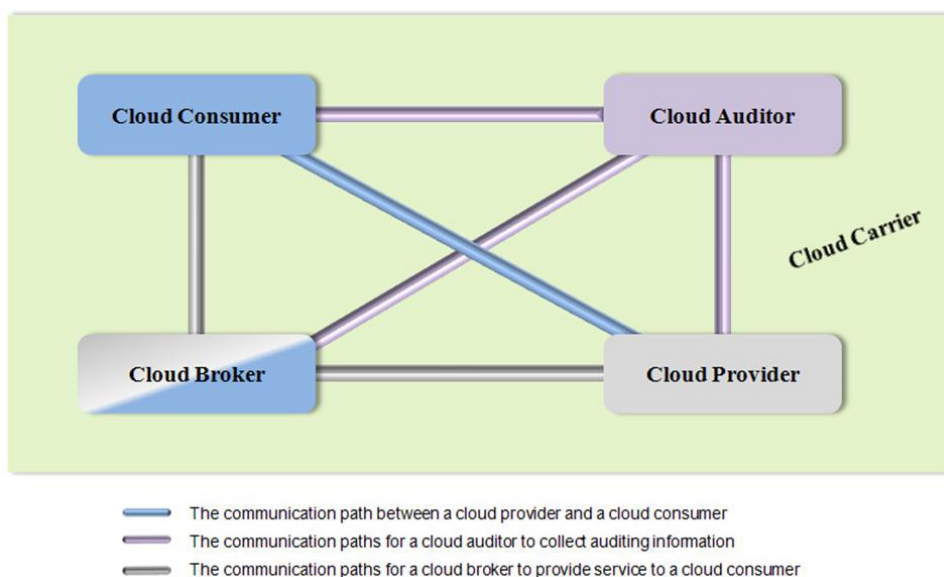 Cloud Consumer
Cloud Auditor
Cloud Carrier
Cloud Broker
Cloud Provider
The communication path between a cloud provider and a cloud consumer
The communication paths for a cloud auditor to collect auditing information
The communication paths for a cloud broker to provide service to a cloud consumer